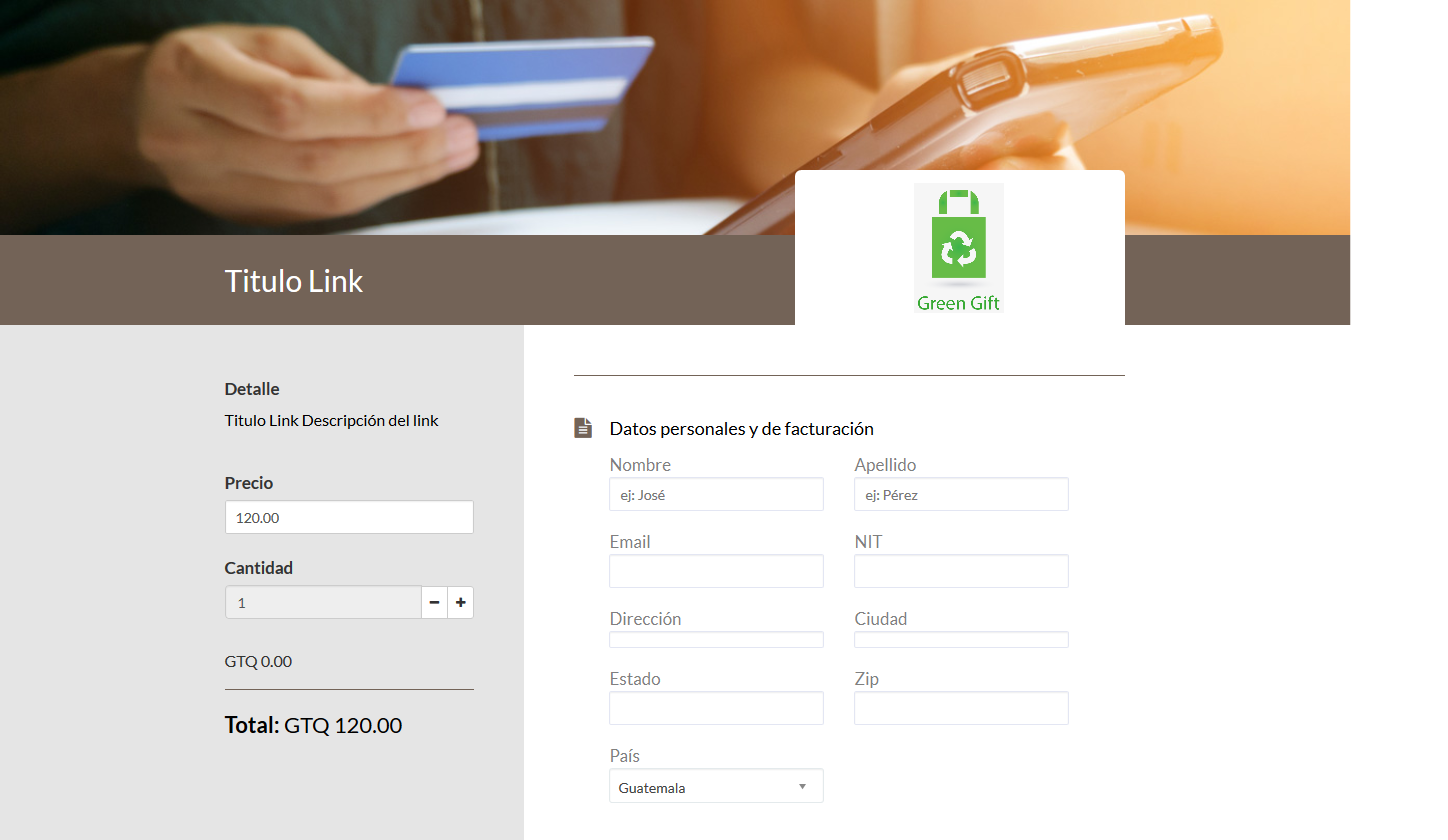 Green Gift
Titulo Link
Detalle
Titulo Link Descripción del link
Precio
120.00
Cantidad
1
GTQ 0.00
Total: GTQ 120.00
Datos personales y de facturación
Nombre Apellido
ej: José ej: Pérez
Email NIT
Dirección Ciudad
Estado Zip
País
Guatemala